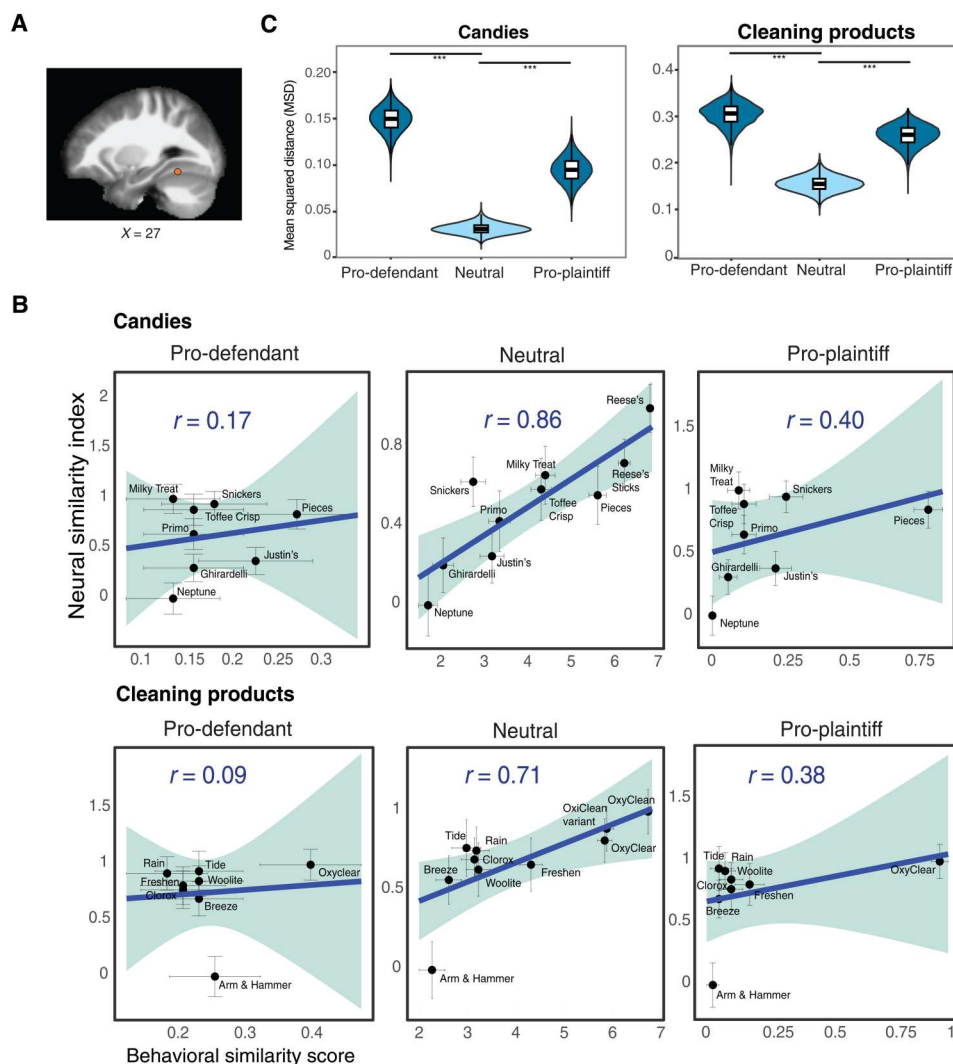 A
X = 27
C
Candies
Cleaning products
Mean squared distance (MSD)
0.20
0.15
0.10
0.05
0
***
***
Pro-defendant
Neutral
Pro-plaintiff
0.4
0.3
0.2
0.1
0
***
***
Pro-defendant
Neutral
Pro-plaintiff
B
Candies
Neural similarity index
Pro-defendant
2
1.5
1
0.5
0
r = 0.17
Milky Treat
Snickers
Toffee Crisp
Pieces
Primo
Justin's
Ghirardelli
Neptune
0.1
0.15
0.2
0.25
0.3
Neutral
0.8
0.4
0
r = 0.86
Reese's
Milky Treat
Reese's
Sticks
Snickers
Toffee
Crisp
Pieces
Primo
Justin's
Ghirardelli
Neptune
2
3
4
5
6
7
Pro-plaintiff
1.5
1
0.5
0
r = 0.40
Milky
Treat
Snickers
Toffee
Crisp
Primo
Pieces
Ghirardelli
Justin's
Neptune
0
0.25
0.5
0.75
Cleaning products
Pro-defendant
1.5
1
0.5
0
r = 0.09
Rain
Tide
Freshen
Woolite
Oxyclear
Clorox
Breeze
Arm & Hammer
0.2
0.3
0.4
Behavioral similarity score
Neutral
1
0.5
0
r = 0.71
OxyClean
OxiClean
variant
Tide
Rain
OxyClear
Clorox
Breeze
Freshen
Woolite
Arm & Hammer
2
3
4
5
6
7
Pro-plaintiff
1.5
1
0.5
0
r = 0.38
Tide
Rain
Woolite
OxyClear
Clorox
Freshen
Breeze
Arm & Hammer
0
0.25
0.5
0.75
1